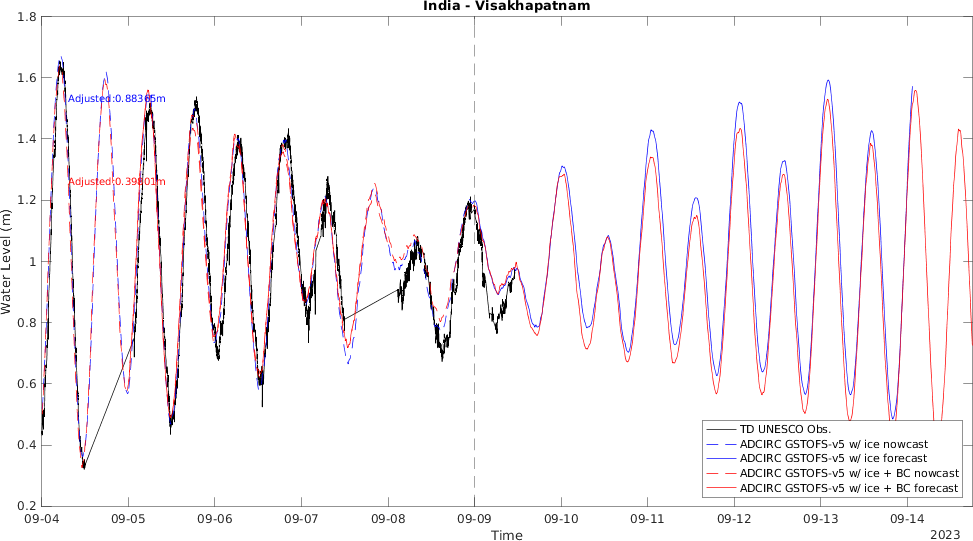 India - Visakhapatnam
1.8
1.6
1.4
1.2
1
0.8
0.6
0.4
0.2
Water Level (m)
Adjusted:0.88365m
Adjusted:0.39801m
TD UNESCO Obs.
ADCIRC GSTOFS-v5 w/ ice nowcast
ADCIRC GSTOFS-v5 w/ ice forecast
ADCIRC GSTOFS-v5 w/ ice + BC nowcast
ADCIRC GSTOFS-v5 w/ ice + BC forecast
09-04 09-05 09-06 09-07 09-08 09-09 09-10 09-11 09-12 09-13 09-14
Time
2023